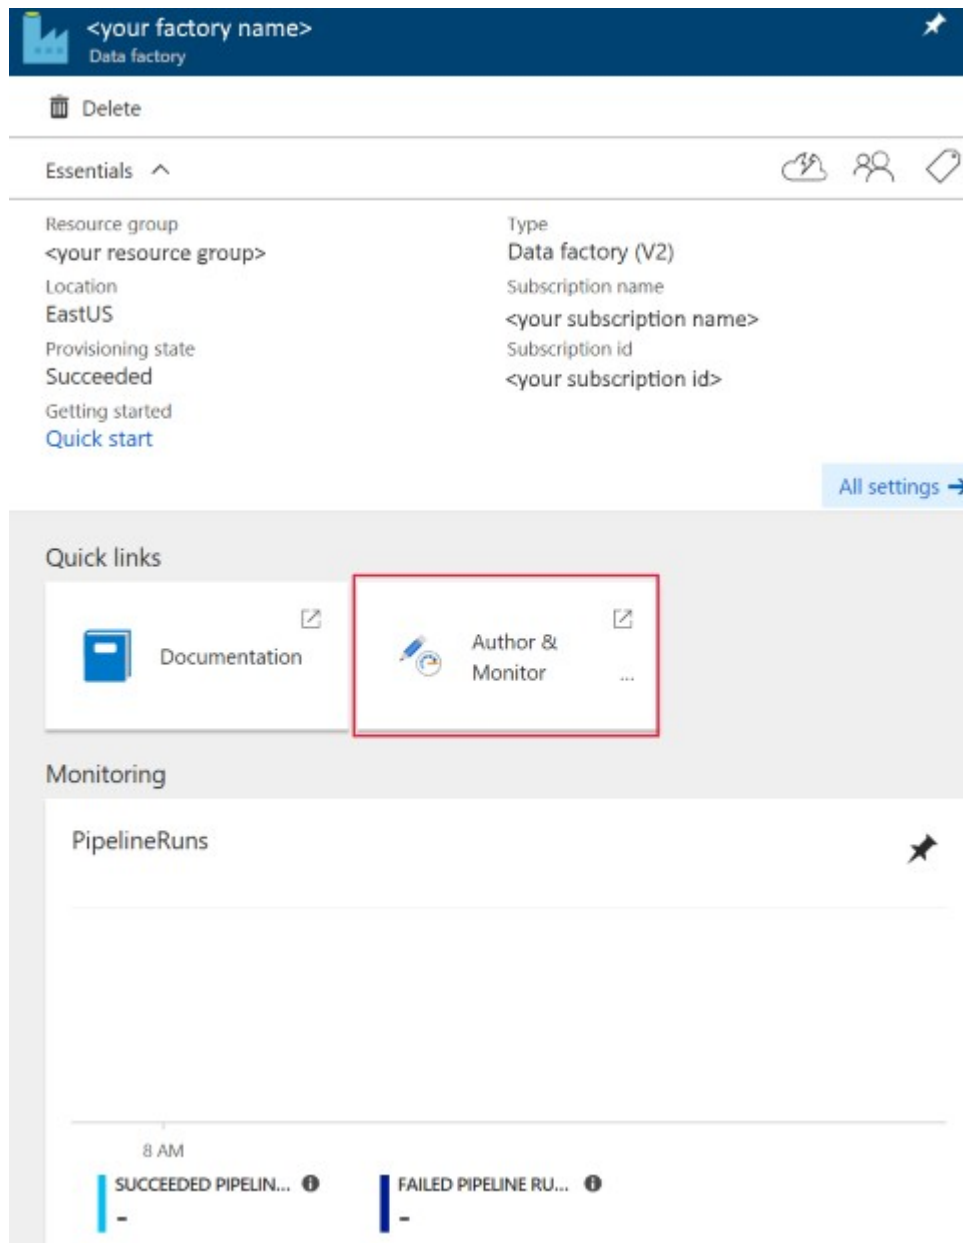 <your factory name>
Data factory
Delete
Essentials
Resource group
<your resource group>
Location
EastUS
Provisioning state
Succeeded
Getting started
Quick start
Type
Data factory (V2)
Subscription name
<your subscription name>
Subscription id
<your subscription id>
All settings →
Quick links
Documentation
Author &
Monitor
...
Monitoring
PipelineRuns
8 AM
SUCCEEDED PIPELIN...
-
FAILED PIPELINE RU...
-